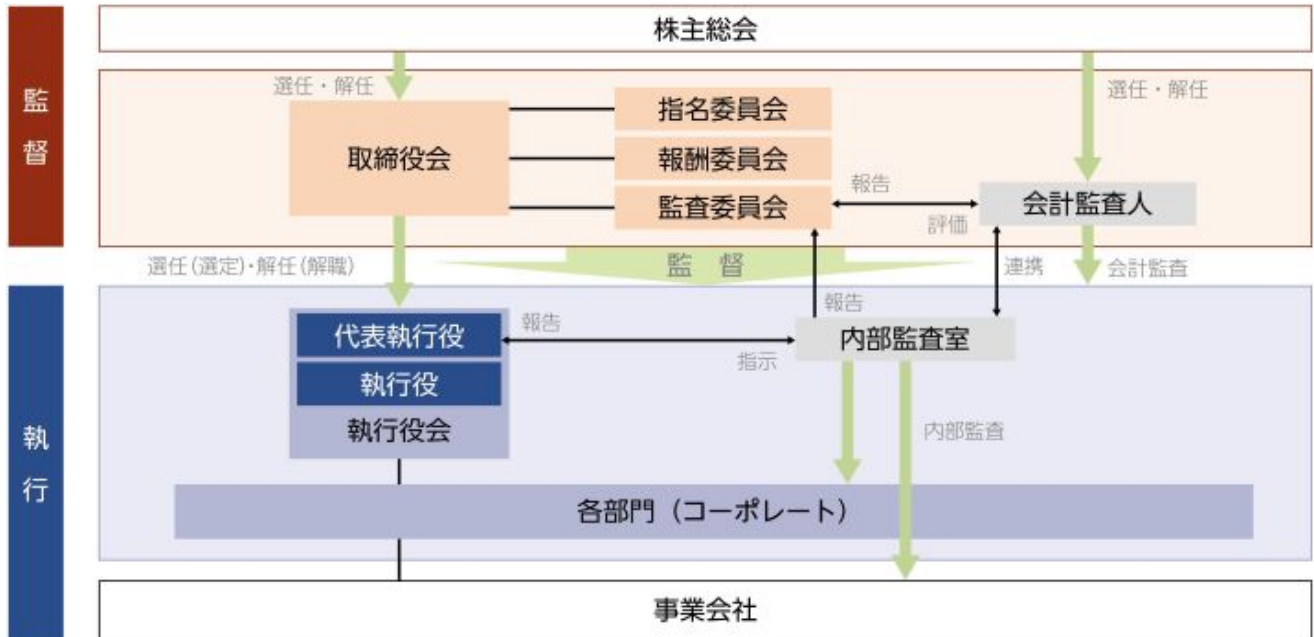 監督
株主総会
選任・解任
選任・解任
取締役会
指名委員会
報酬委員会
監査委員会
報告
評価
会計監査人
選任(選定)・解任(解職)
監 督
連携
会計監査
執行
代表執行役
執行役
執行役会
報告
指示
報告
内部監査室
内部監査
各部門（コーポレート）
事業会社